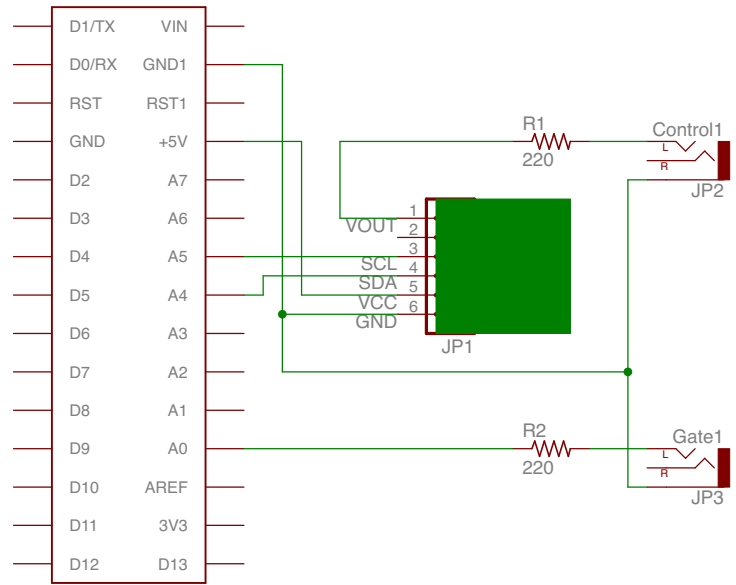 D1/TX VIN
D0/RX GND1
RST RST1
GND +5V
D2 A7
D3 A6
D4 A5
D5 A4
D6 A3
D7 A2
D8 A1
D9 A0
D10 AREF
D11 3V3
D12 D13
R1
220
Control1
L
R
JP2
1
VOUT
2
3
SCL
4
SDA
5
VCC
6
GND
JP1
R2
220
Gate1
L
R
JP3